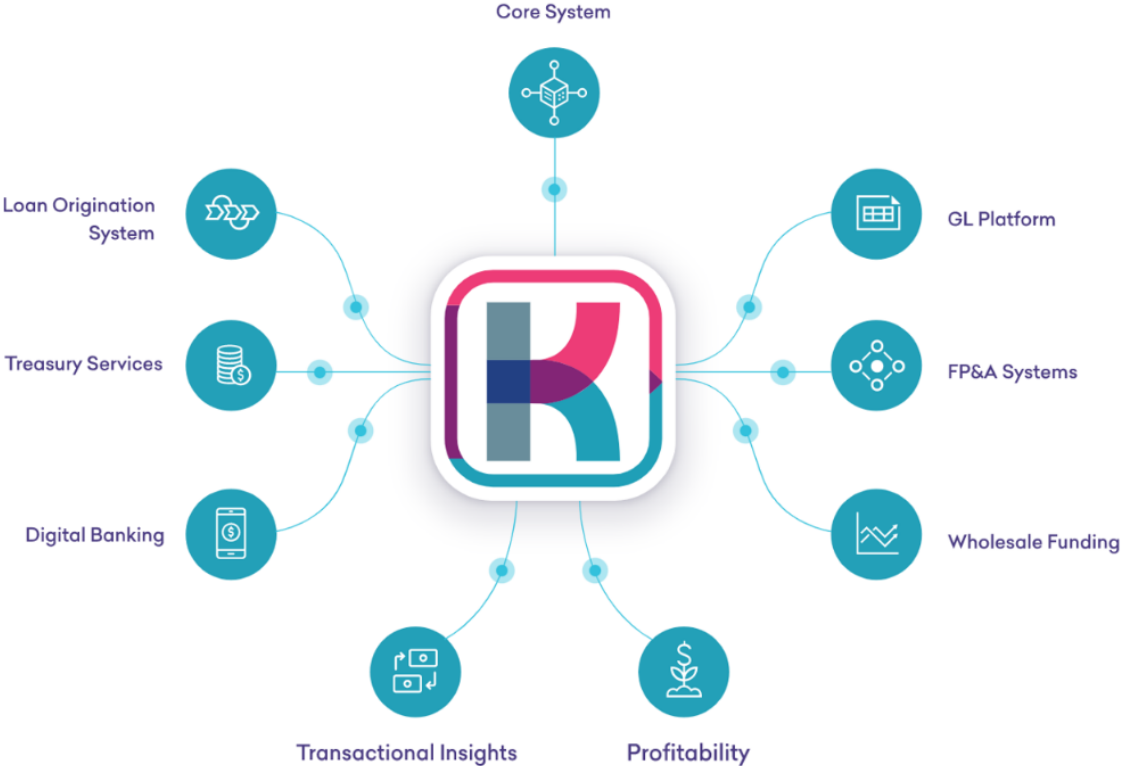 Core System
Loan Origination
System
GL Platform
Treasury Services
FP&A Systems
Digital Banking
Wholesale Funding
Transactional Insights
Profitability
K